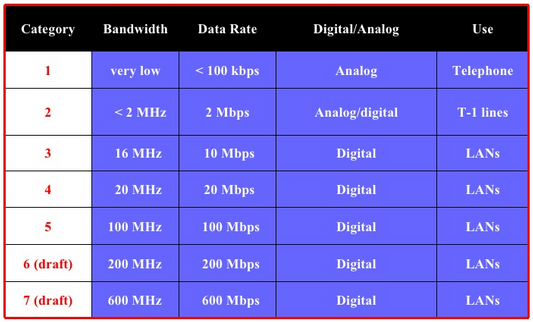 Category Bandwidth Data Rate Digital/Analog Use
1 very low < 100 kbps Analog Telephone
2 < 2 MHz 2 Mbps Analog/digital T-1 lines
3 16 MHz 10 Mbps Digital LANs
4 20 MHz 20 Mbps Digital LANs
5 100 MHz 100 Mbps Digital LANs
6 (draft) 200 MHz 200 Mbps Digital LANs
7 (draft) 600 MHz 600 Mbps Digital LANs